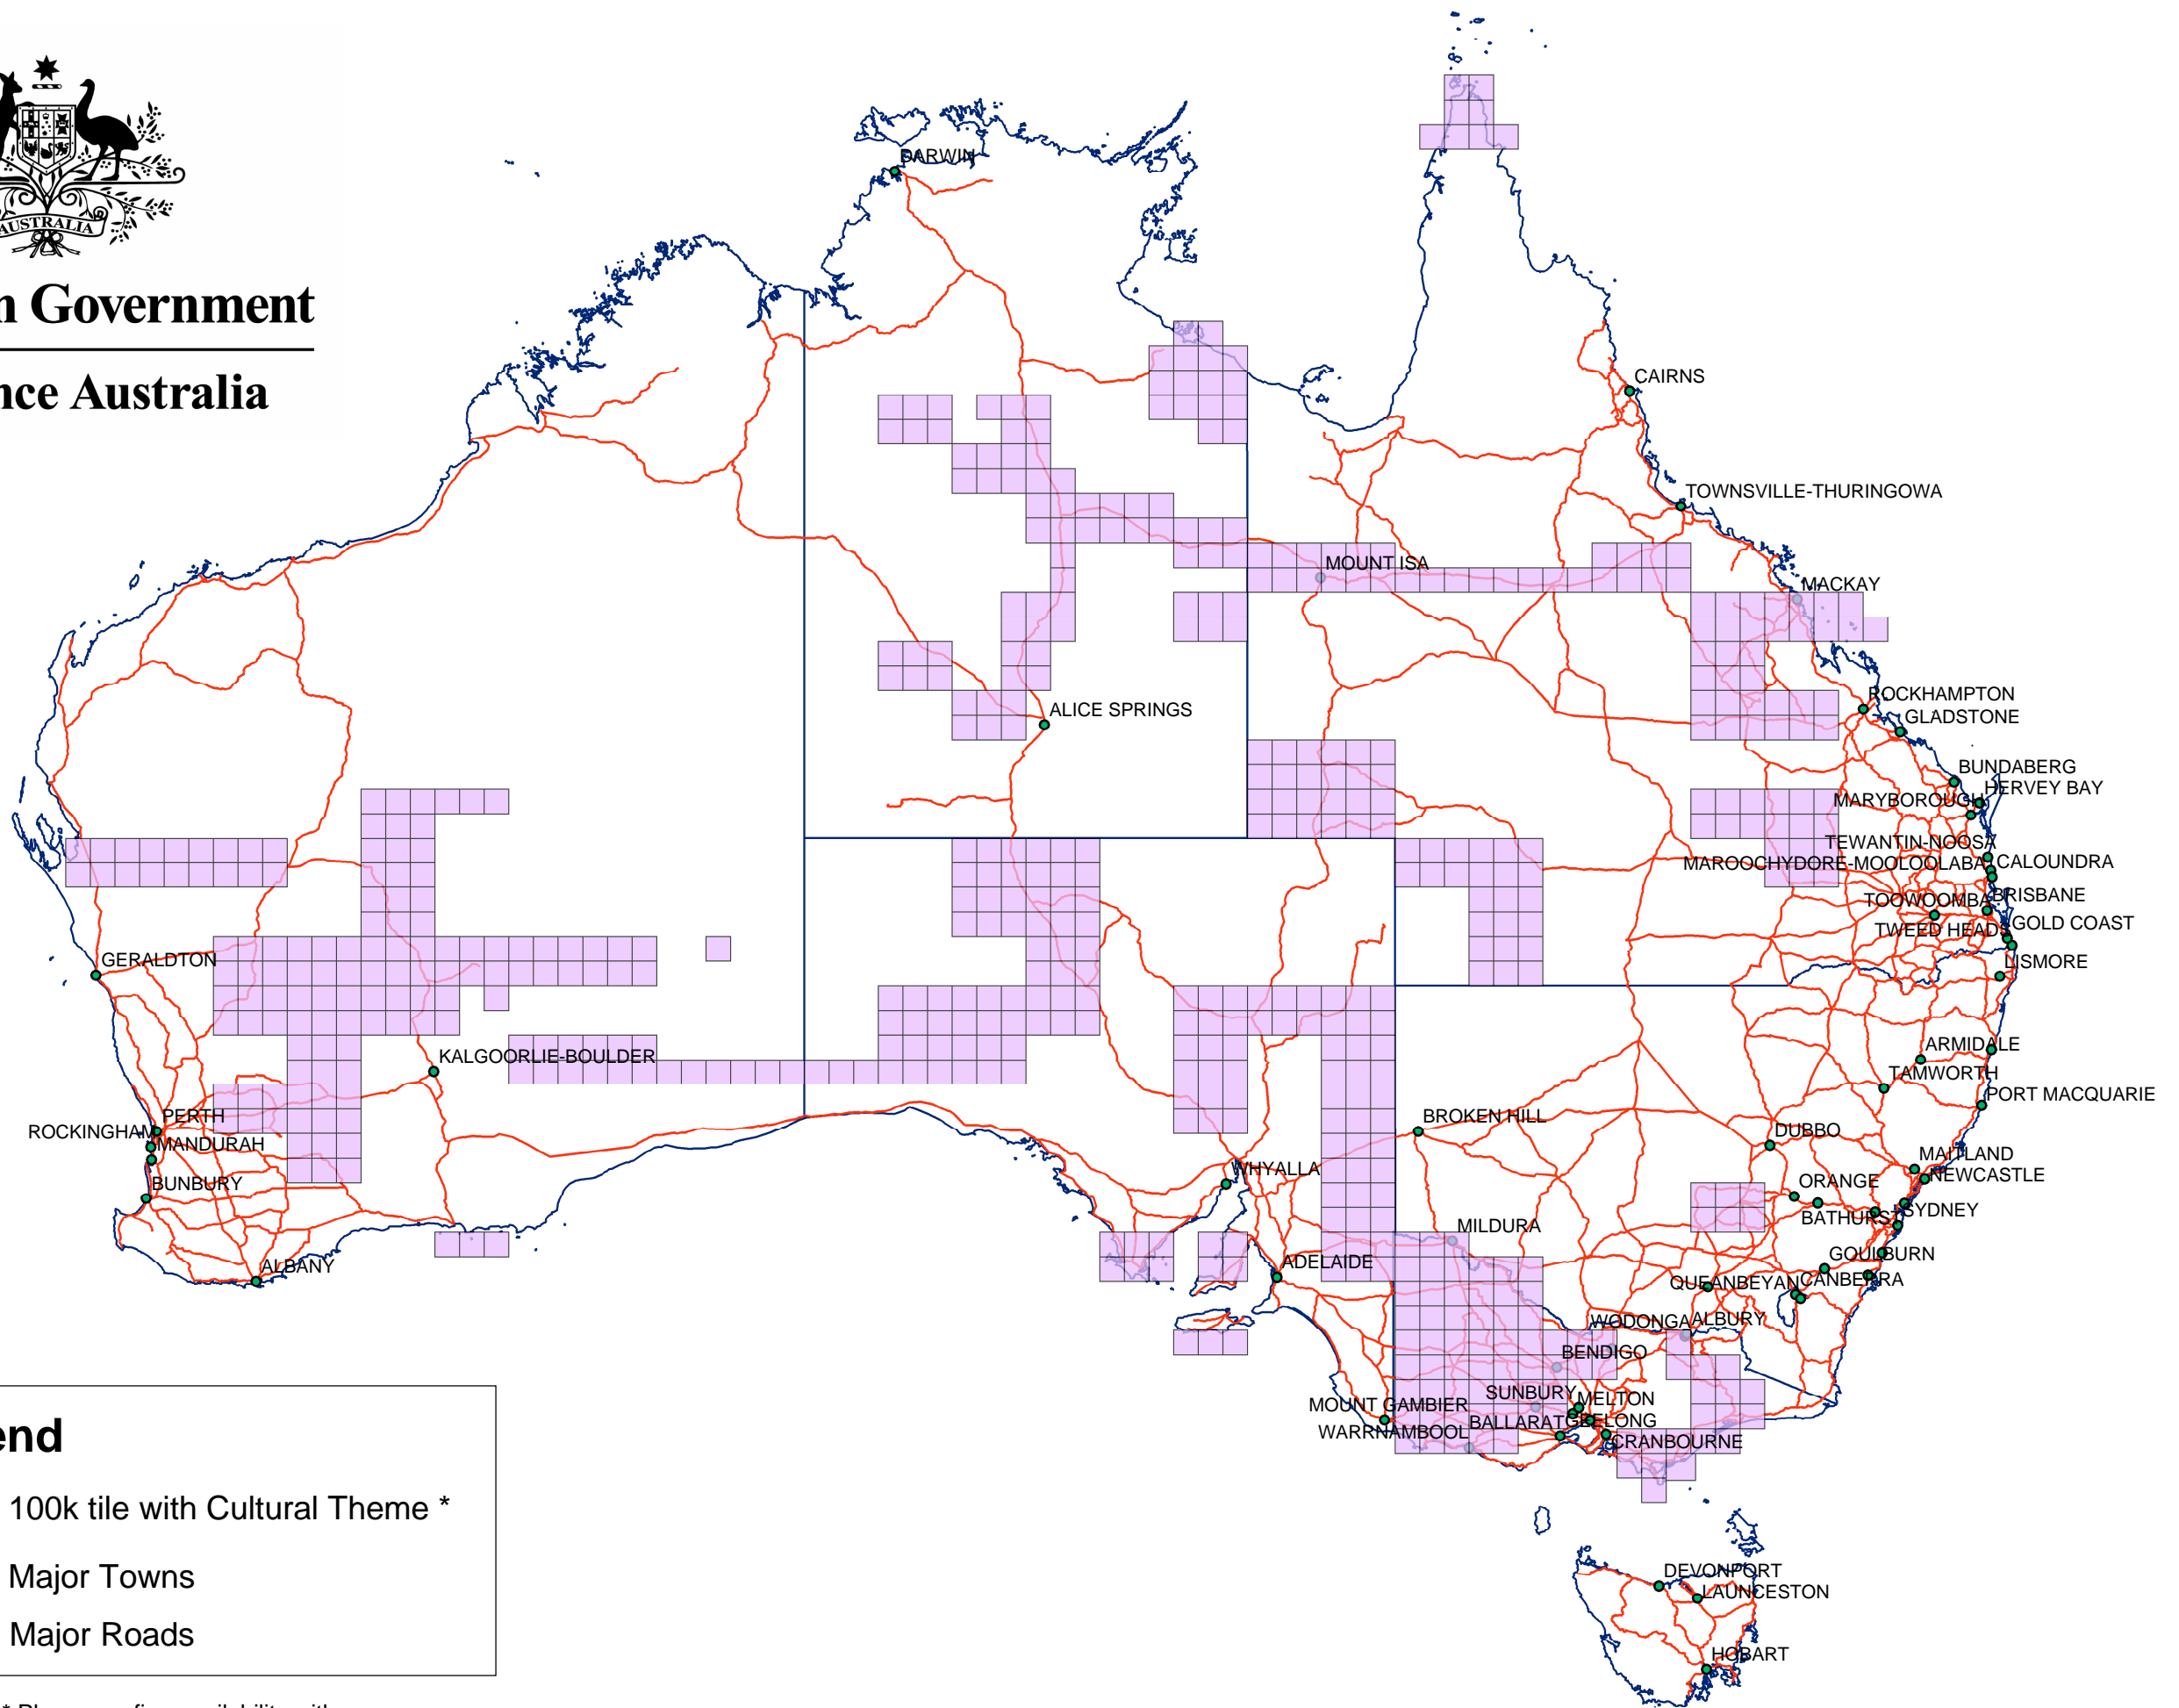 AUSTRALIA
Government
Australia
DARWIN
CAIRNS
TOWNSVILLE-THURINGOWA
MOUNT ISA
MACKAY
ROCKHAMPTON
ALICE SPRINGS
GLADSTONE
BUNDABERG
HERVEY BAY
MARYBOROUGH
TEWANTIN-NOOSA
MAROOCHYDORE-MOOLOOLABA
CALOUNDRA
BRISBANE
TOOWOOMBA
GOLD COAST
TWEED HEADS
GERALDTON
LISMORE
ARMIDALE
KALGOORLIE-BOULDER
TAMWORTH
PORT MACQUARIE
PERTH
BROKEN HILL
ROCKINGHAM
DUBBO
MANDURAH
MAITLAND
WHYALLA
NEWCASTLE
BUNBURY
ORANGE
SYDNEY
BATHURST
MILDURA
GOULBURN
ADELAIDE
ALBANY
QUEANBEYAN
CANBERRA
WODONGA
ALBURY
BENDIGO
SUNBURY
MELTON
MOUNT GAMBIER
BALLARAT
GEELONG
WARRNAMBOOL
CRANBOURNE
100k tile with Cultural Theme *
Major Towns
DEVONPORT
LAUNCESTON
Major Roads
HOBART